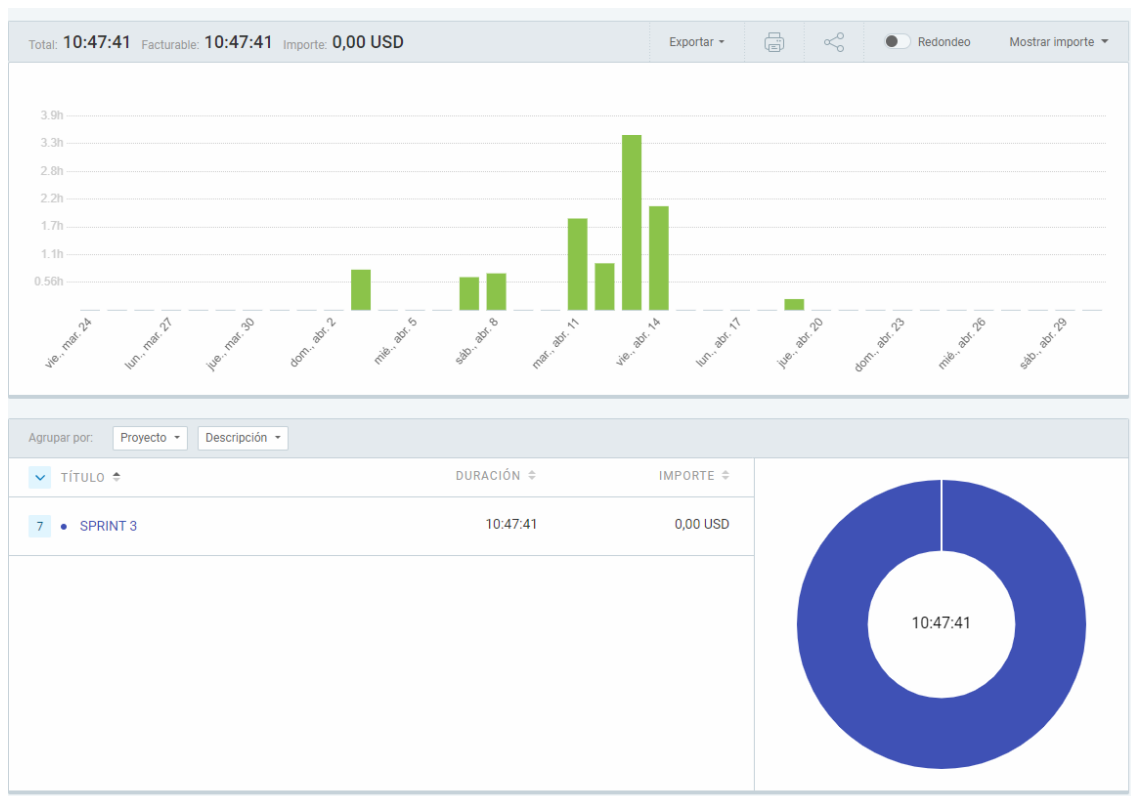 Total: 10:47:41 Facturable: 10:47:41 Importe: 0,00 USD Exportar Redondeo Mostrar importe
3.9h
3.3h
2.8h
2.2h
1.7h
1.1h
0.56h
vie., mar. 24 lun., mar. 27 jue., mar. 30 dom., abr. 2 mié., abr. 5 sáb., abr. 8 mar., abr. 11 vie., abr. 14 lun., abr. 17 jue., abr. 20 dom., abr. 23 mié., abr. 26 sáb., abr. 29
Agrupar por: Proyecto Descripción
TÍTULO DURACIÓN IMPORTE
7 SPRINT 3 10:47:41 0,00 USD
10:47:41